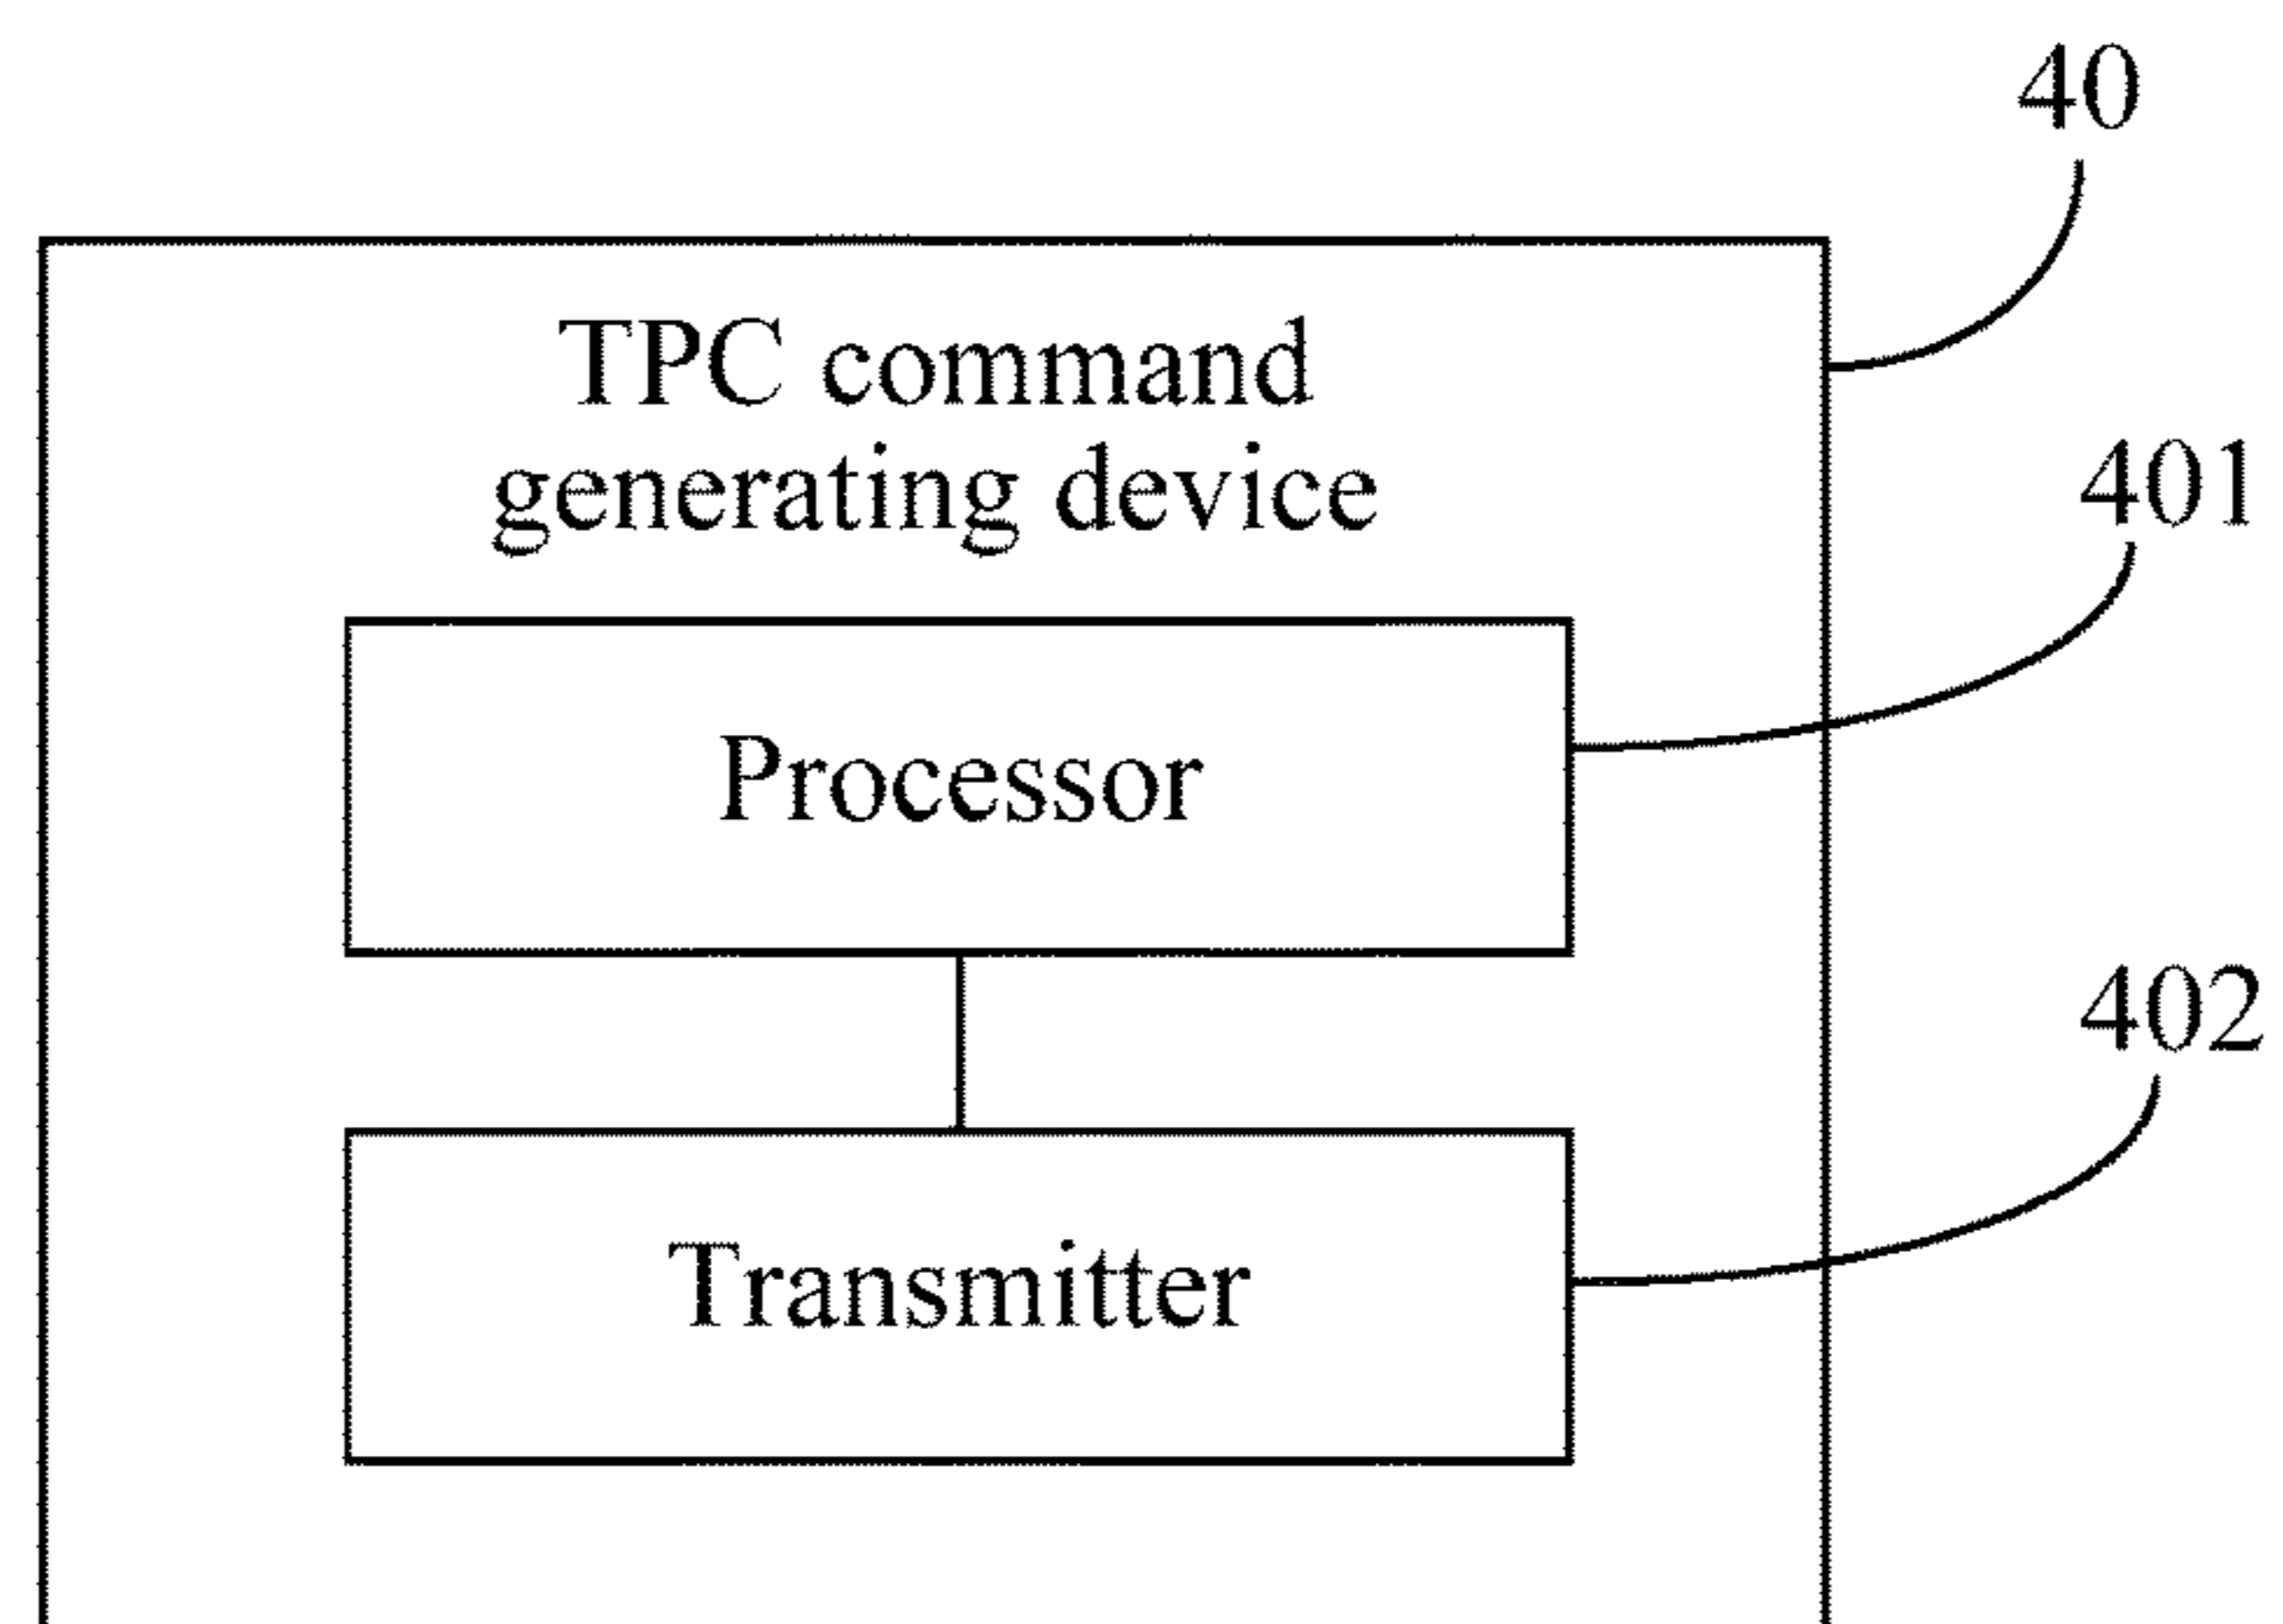 40
TPC command
generating device
401
Processor
402
Transmitter